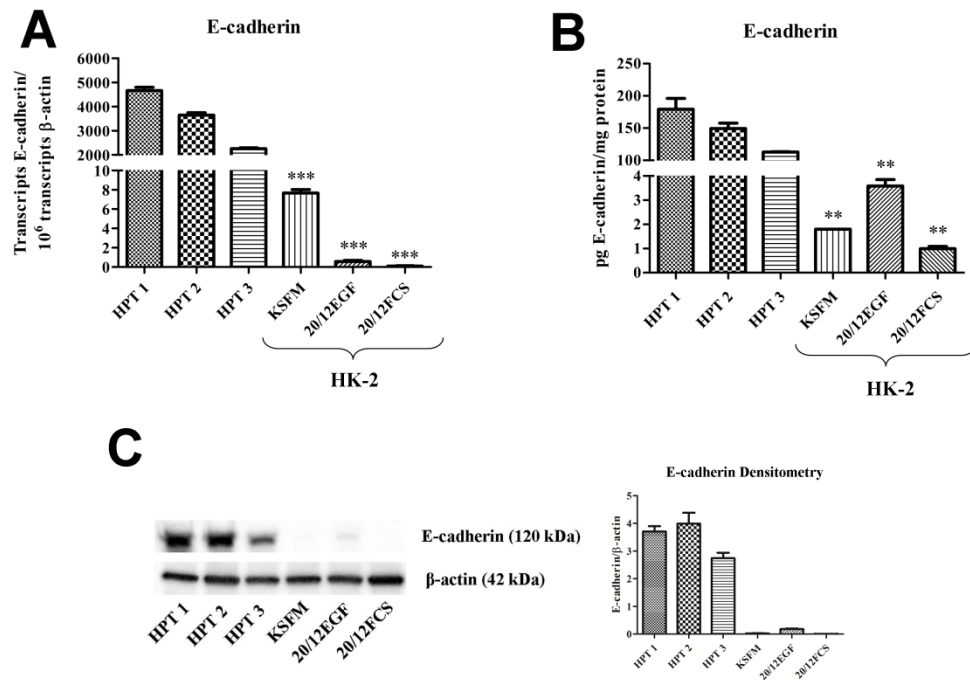 A
E-cadherin
Transcripts E-cadherin/
10⁶ transcripts β-actin
6000
5000
4000
3000
2000
8
6
4
2
0
***
***
***
HPT 1
HPT 2
HPT 3
KSFM
20/12EGF
20/12FCS
HK-2
B
E-cadherin
pg E-cadherin/mg protein
250
200
150
100
4
3
2
1
0
**
**
**
HPT 1
HPT 2
HPT 3
KSFM
20/12EGF
20/12FCS
HK-2
C
E-cadherin (120 kDa)
β-actin (42 kDa)
HPT 1
HPT 2
HPT 3
KSFM
20/12EGF
20/12FCS
E-cadherin Densitometry
E-cadherin/β-actin
5
4
3
2
1
0
HPT 1
HPT 2
HPT 3
KSFM
20/12EGF
20/12FCS